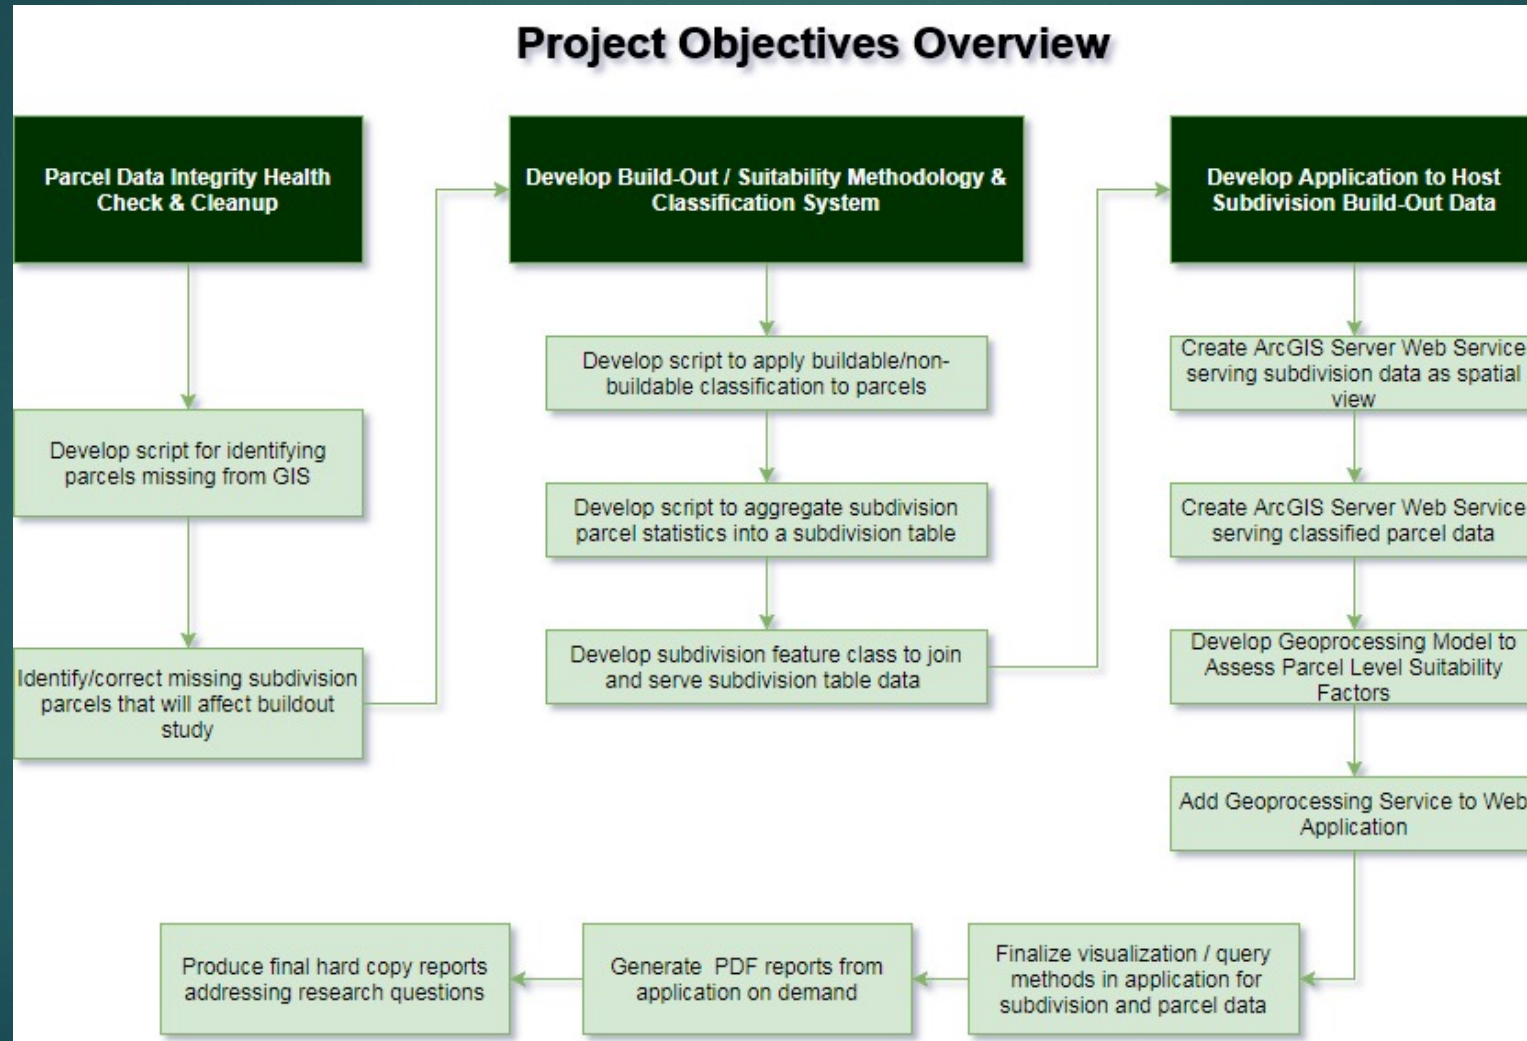 Project Objectives Overview
Parcel Data Integrity Health
Check & Cleanup
Develop script for identifying
parcels missing from GIS
Identify/correct missing subdivision
parcels that will affect buildout
study
Develop Build-Out / Suitability Methodology &
Classification System
Develop script to apply buildable/non-
buildable classification to parcels
Develop script to aggregate subdivision
parcel statistics into a subdivision table
Develop subdivision feature class to join
and serve subdivision table data
Develop Application to Host
Subdivision Build-Out Data
Create ArcGIS Server Web Service
serving subdivision data as spatial
view
Create ArcGIS Server Web Service
serving classified parcel data
Develop Geoprocessing Model to
Assess Parcel Level Suitability
Factors
Add Geoprocessing Service to Web
Application
Finalize visualization / query
methods in application for
subdivision and parcel data
Generate PDF reports from
application on demand
Produce final hard copy reports
addressing research questions